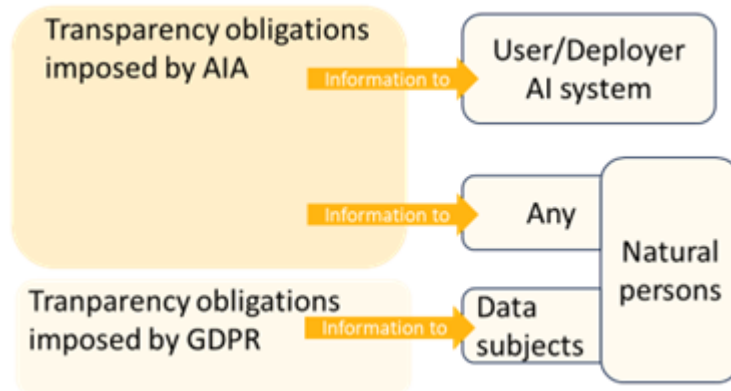 Transparency obligations
imposed by AIA
Information to
User/Deployer
AI system
Information to
Any
Natural
persons
Tranparency obligations
imposed by GDPR
Information to
Data
subjects